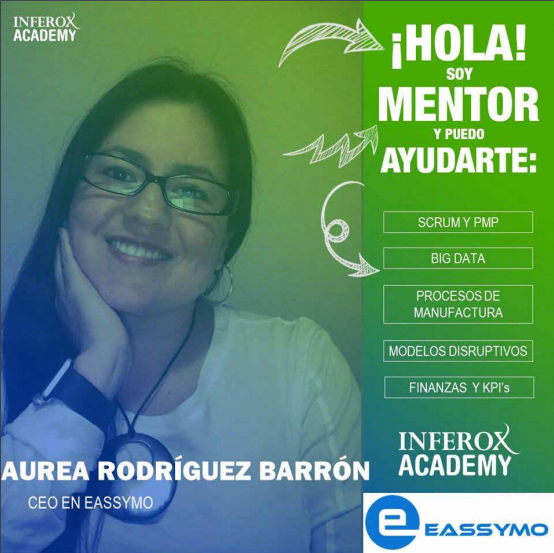 INFEROX
ACADEMY
¡HOLA!
SOY
MENTOR
Y PUEDO
AYUDARTE:
SCRUM Y PMP
BIG DATA
PROCESOS DE
MANUFACTURA
MODELOS DISRUPTIVOS
FINANZAS Y KPI's
AUREA RODRÍGUEZ BARRÓN
CEO EN EASSYMO
INFEROX
ACADEMY
e EASSYMO